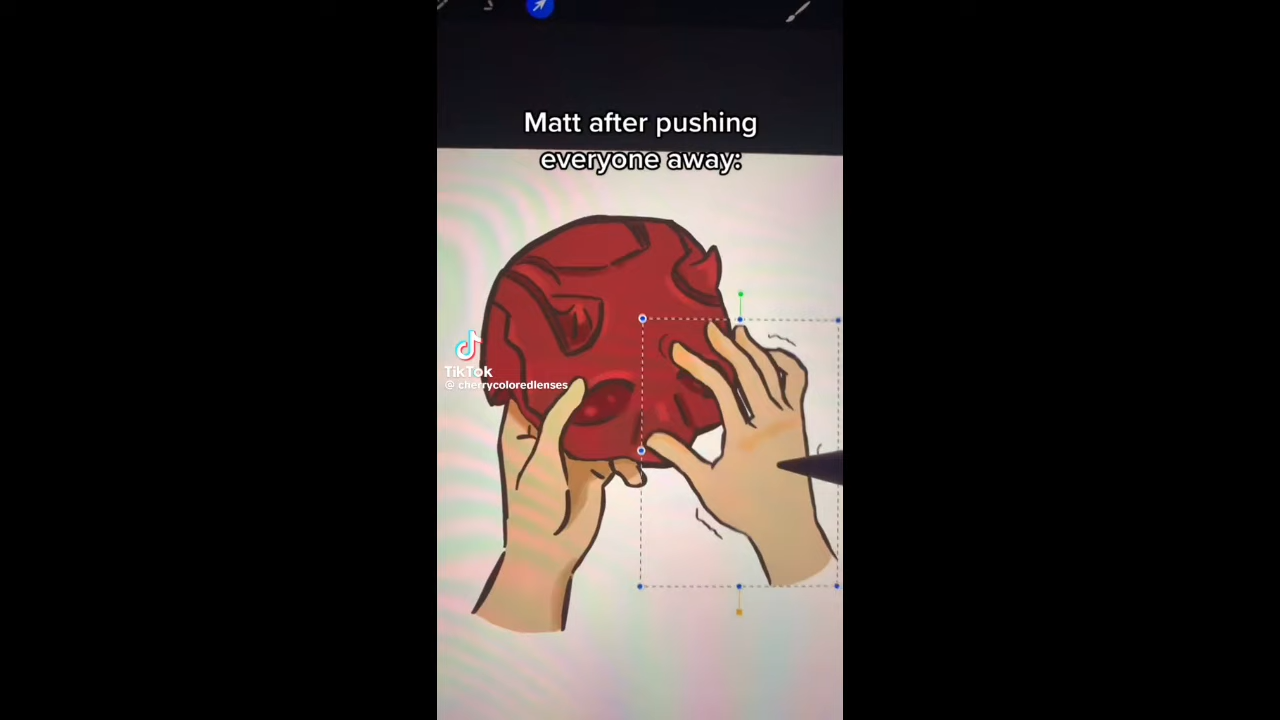 Matt after pushing
everyone away:
TikTok
@ cherrycoloredlenses